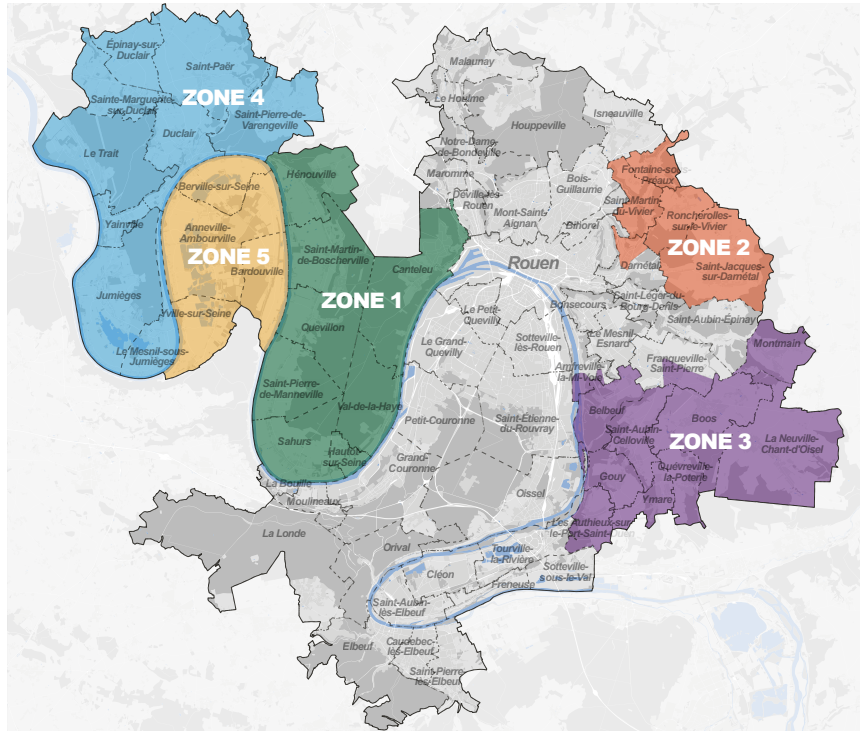 Épinay-sur-
Duclair
Saint-Paër
ZONE 4
Sainte-Marguerite-
sur-Duclair
Saint-Pierre-de-
Varengeville
Duclair
Le Trait
Yainville
Jumièges
Le Mesnil-sous-
Jumièges
Berville-sur-Seine
Anneville-
Ambourville
ZONE 5
Bardouville
Yville-sur-Seine
Hénouville
Saint-Martin-
de-Boscherville
Canteleu
ZONE 1
Quevillon
Saint-Pierre-
de-Manneville
Val-de-la-Haye
Sahurs
Hautot-
sur-Seine
Malaunay
Le Houlme
Houppeville
Isneauville
Notre-Dame-
de-Bondeville
Maromme
Déville-lès-
Rouen
Mont-Saint-
Aignan
Bois-
Guillaume
Bihorel
Rouen
Fontaine-sous-
Préaux
Saint-Martin-
du-Vivier
Roncherolles-
sur-le-Vivier
ZONE 2
Saint-Jacques-
sur-Darnétal
Darnétal
Saint-Léger-du-
Bourg-Denis
Saint-Aubin-Épinay
Bonsecours
Le Mesnil-
Esnard
Franqueville-
Saint-Pierre
Montmain
Amfreville-
la-Mi-Voie
Le Petit-
Quevilly
Le Grand-
Quevilly
Sotteville-
lès-Rouen
Petit-Couronne
Saint-Étienne-
du-Rouvray
Grand-
Couronne
Oissel
Belbeuf
Saint-Aubin-
Celloville
Boos
ZONE 3
La Neuville-
Chant-d'Oisel
Gouy
Quévreville-
la-Poterie
Ymare
Les Authieux-sur-
le-Port-Saint-Ouen
La Bouille
Moulineaux
La Londe
Orival
Tourville-
la-Rivière
Cléon
Freneuse
Sotteville-
sous-le-Val
Saint-Aubin-
lès-Elbeuf
Elbeuf
Caudebec-
lès-Elbeuf
Saint-Pierre-
lès-Elbeuf